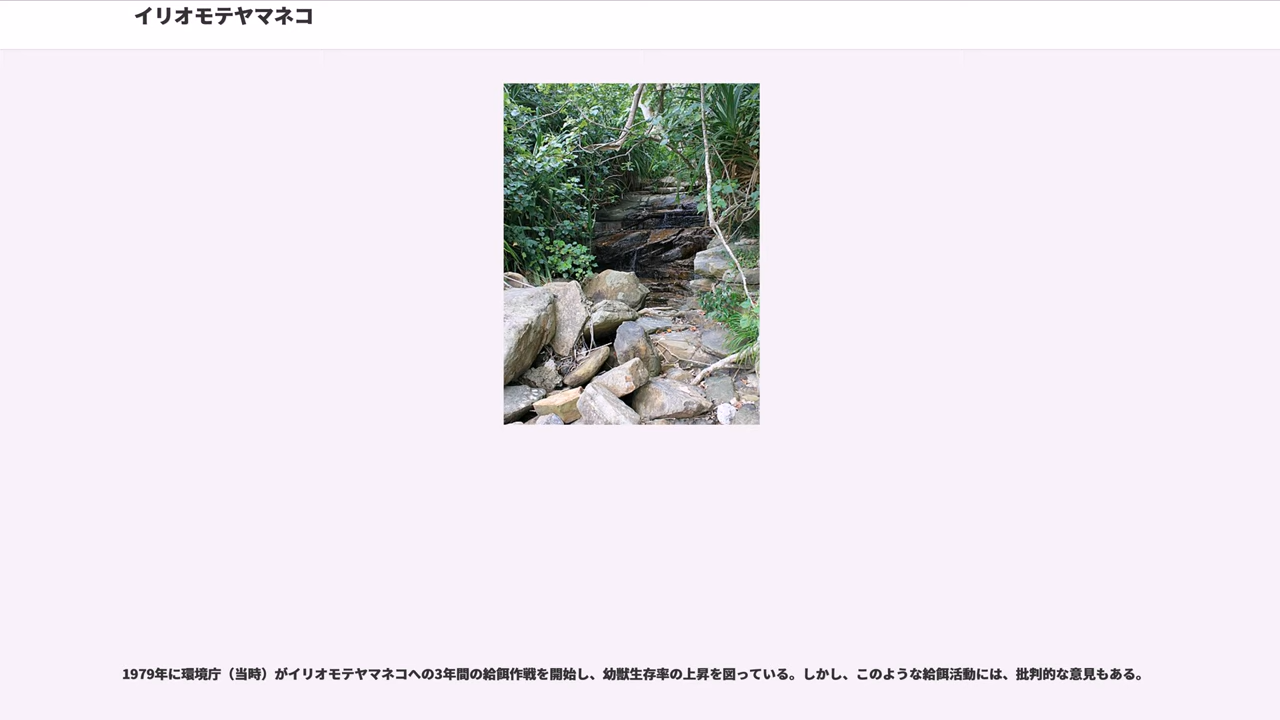 イリオモテヤマネコ
1979年に環境庁（当時）がイリオモテヤマネコへの3年間の給餌作戦を開始し、幼獣生存率の上昇を図っている。しかし、このような給餌活動には、批判的な意見もある。